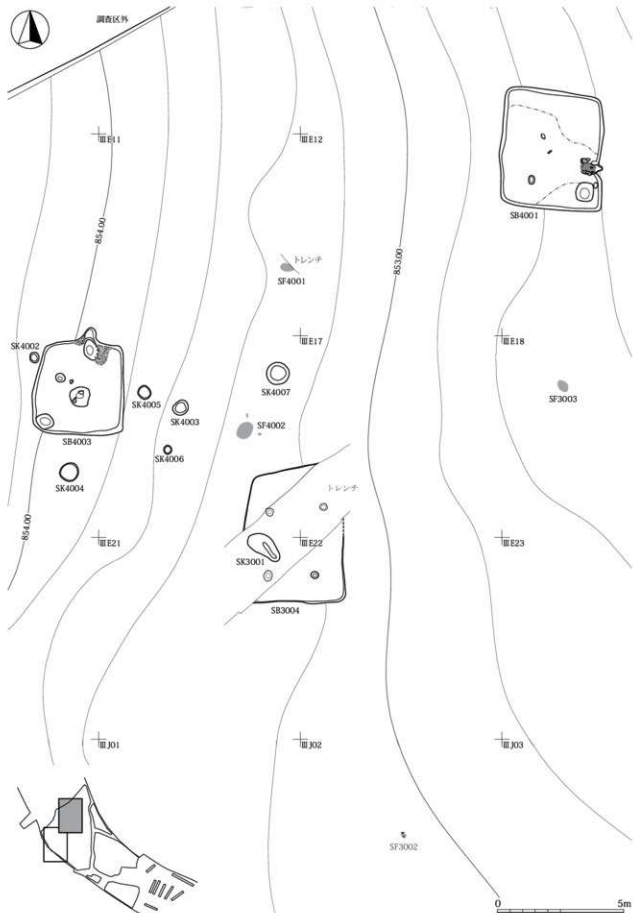 調査区外
ⅢE11
ⅢE12
SB4001
854.00
853.00
トレンチ
SF4001
ⅢE17
ⅢE18
SK4002
SK4007
SK4005
SK4003
SF3003
SF4002
SB4003
SK4006
SK4004
トレンチ
854.00
ⅢE21
ⅢE22
ⅢE23
SK3001
SB3004
ⅢJ01
ⅢJ02
ⅢJ03
SF3002
0
5m